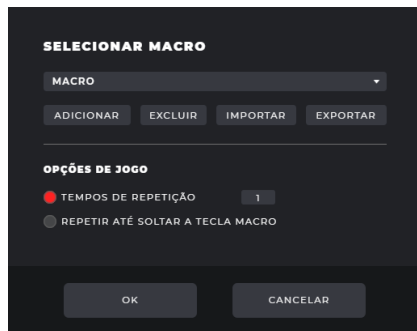 SELECIONAR MACRO
MACRO
ADICIONAR EXCLUIR IMPORTAR EXPORTAR
OPÇÕES DE JOGO
TEMPOS DE REPETIÇÃO 1
REPETIR ATÉ SOLTAR A TECLA MACRO
OK CANCELAR